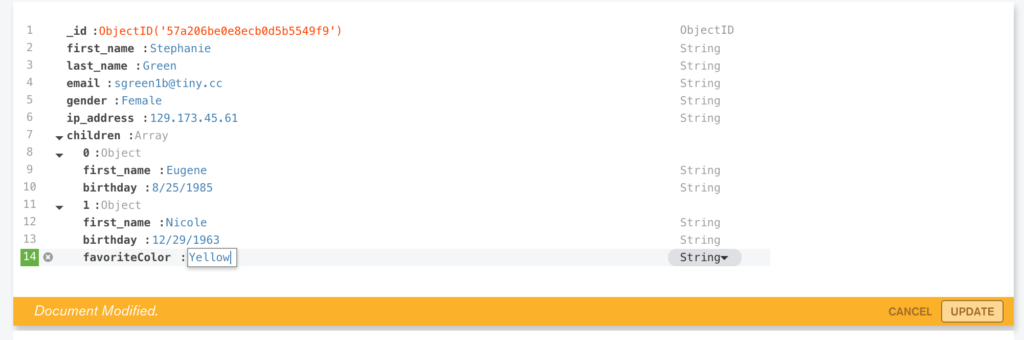 1 _id :ObjectID('57a206be0e8ecb0d5b5549f9') ObjectID
2 first_name :Stephanie String
3 last_name :Green String
4 email :sgreen1b@tiny.cc String
5 gender :Female String
6 ip_address :129.173.45.61 String
7 children :Array
8 0 :Object
9 first_name :Eugene String
10 birthday :8/25/1985 String
11 1 :Object
12 first_name :Nicole String
13 birthday :12/29/1963 String
14 favoriteColor :Yellow String
Document Modified. CANCEL UPDATE